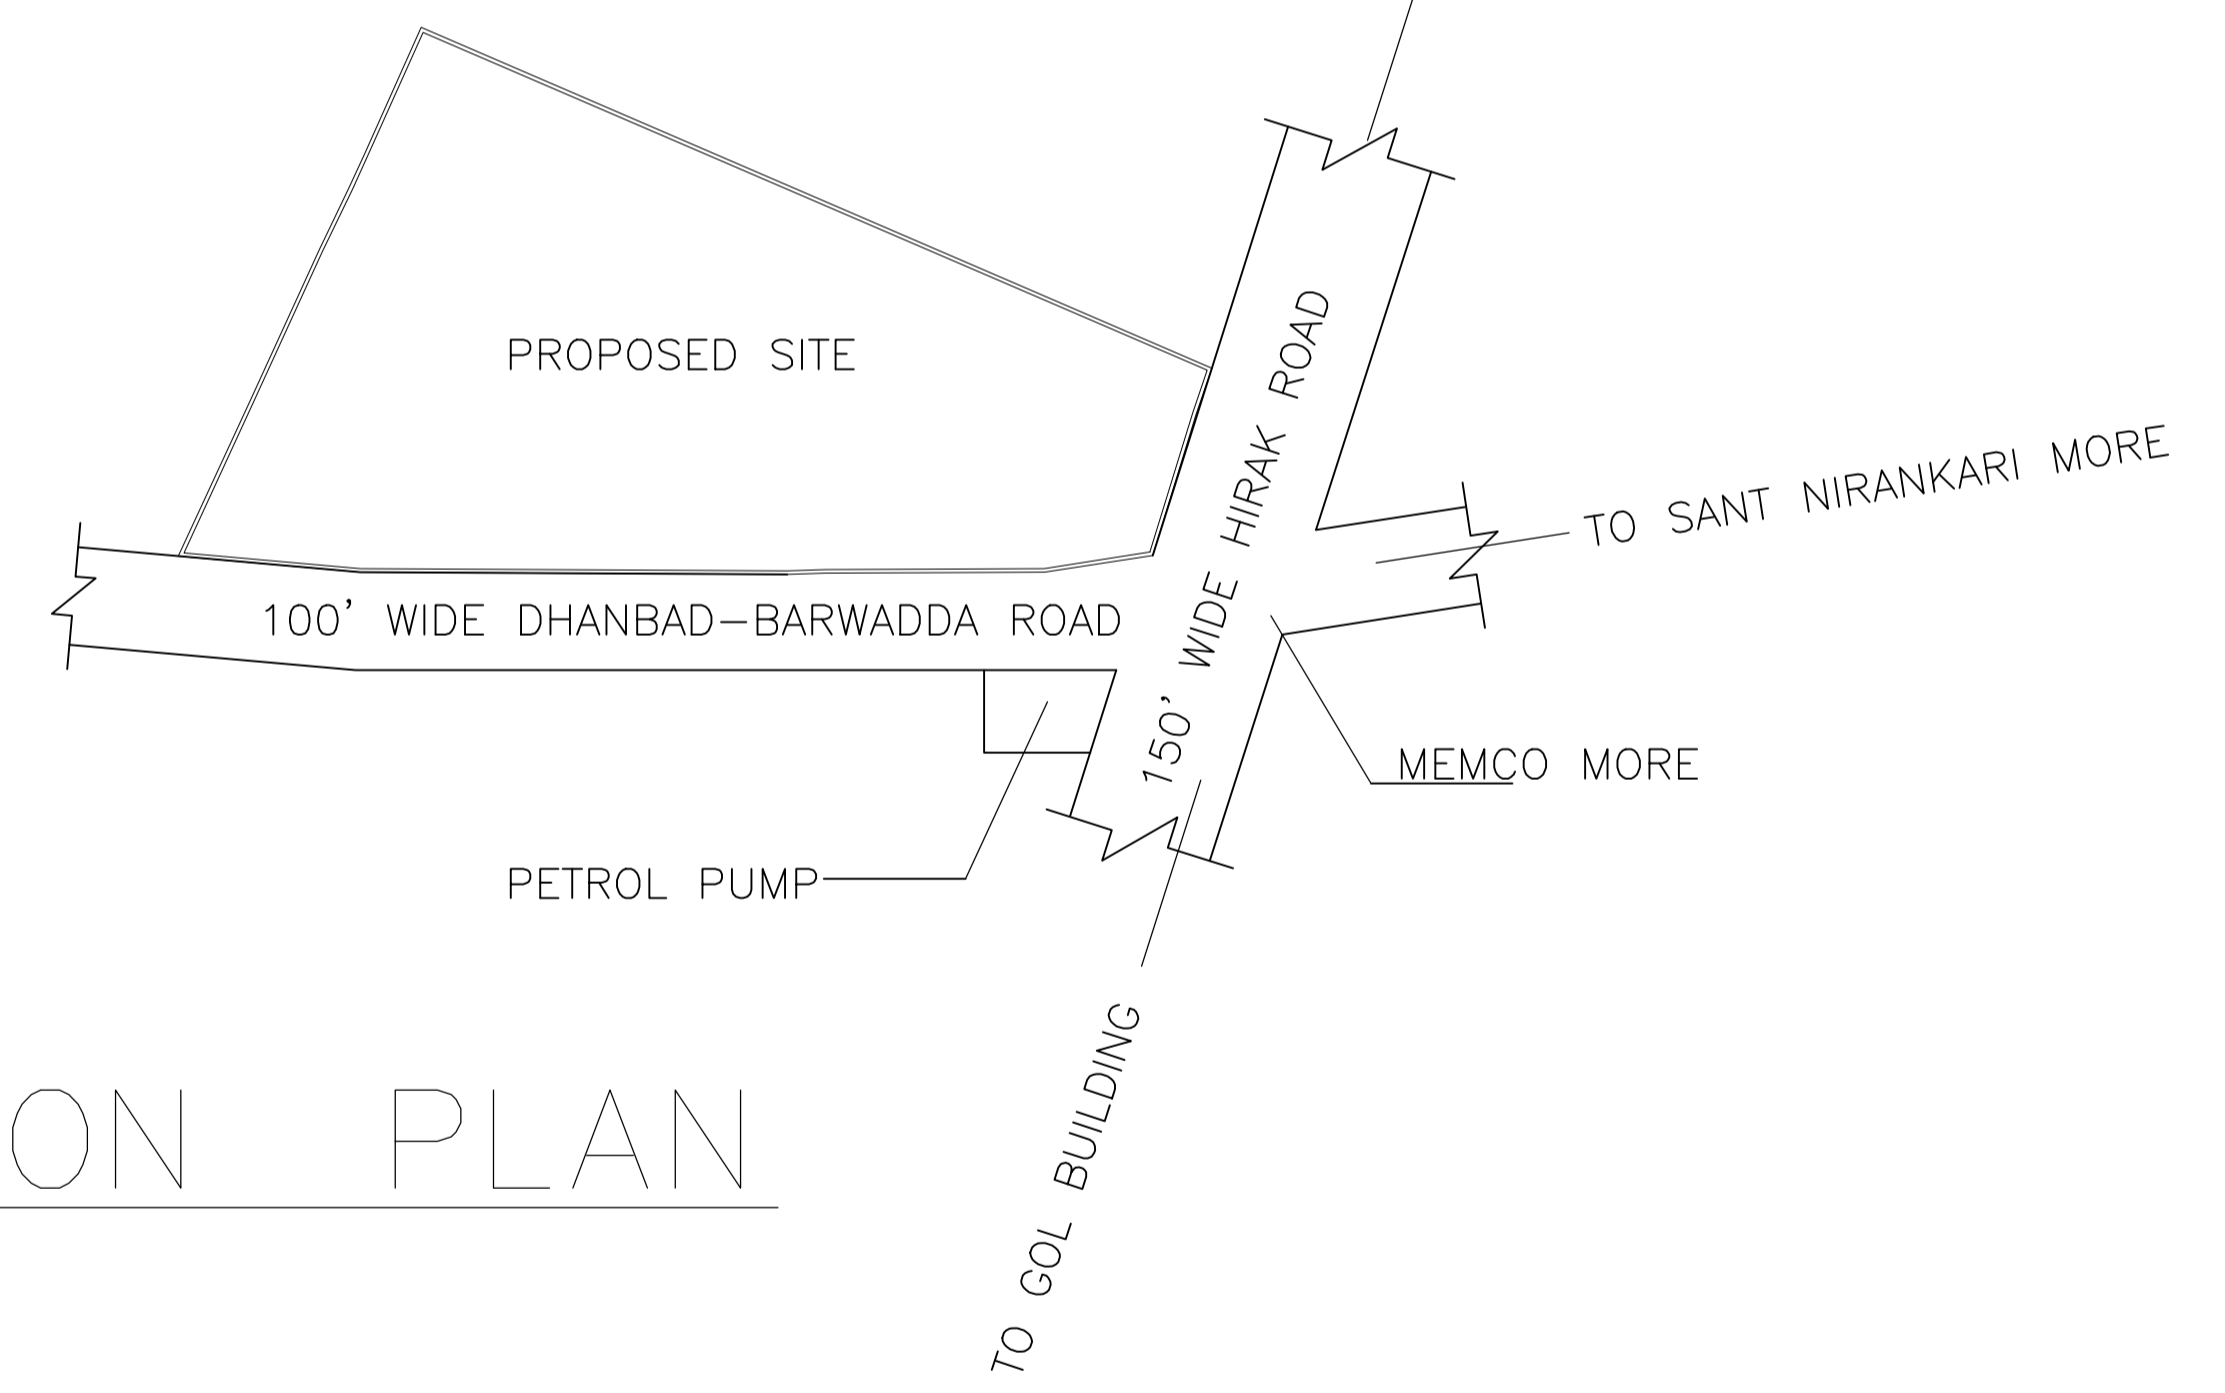 PROPOSED SITE
150' WIDE HIRAK ROAD
TO SANT NIRANKARI MORE
100' WIDE DHANBAD-BARWADDA ROAD
MEMCO MORE
PETROL PUMP
TO GOL BUILDING
ON PLAN